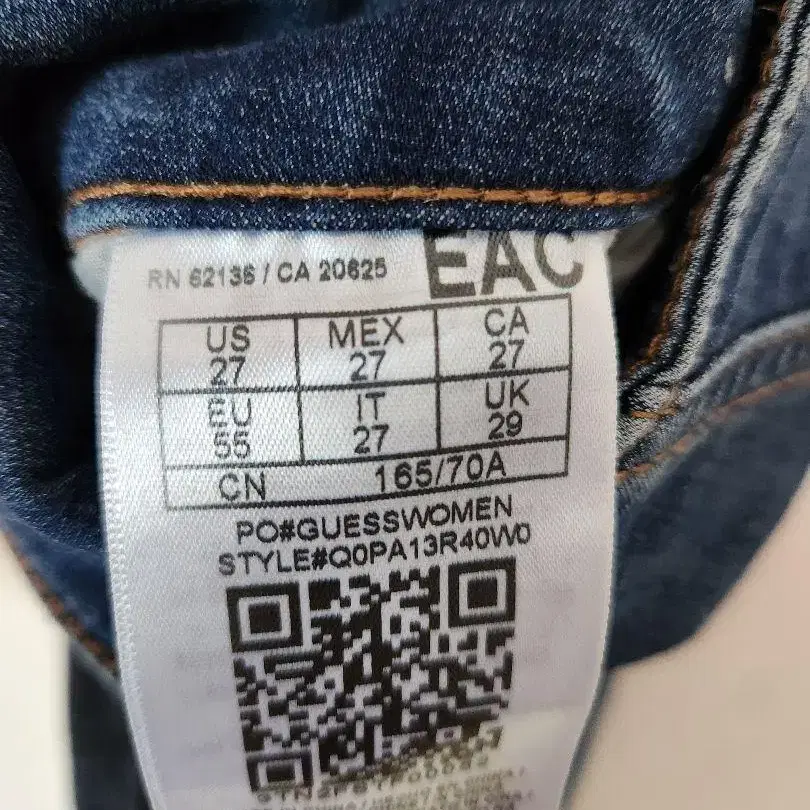 EAC
RN 62136 / CA 20625
US MEX CA
27 27 27
EU IT UK
55 27 29
CN 165/70A
PO#GUESSWOMEN
STYLE#Q0PA13R40W0